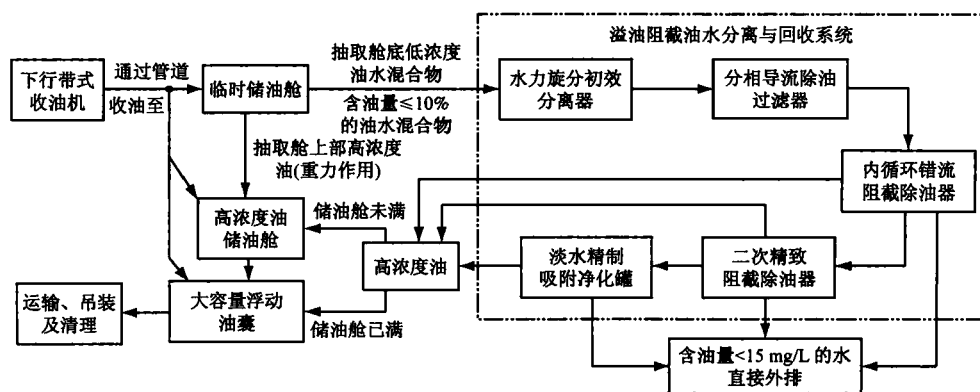 溢油阻截油水分离与回收系统
下行带式
收油机
通过管道
收油至
临时储油舱
抽取舱底低浓度
油水混合物
含油量≤10%
的油水混合物
水力旋分初效
分离器
分相导流除油
过滤器
抽取舱上部高浓度
油(重力作用)
内循环错流
阻截除油器
高浓度油
储油舱
储油舱未满
高浓度油
淡水精制
吸附净化罐
二次精致
阻截除油器
运输、吊装
及清理
大容量浮动
油囊
储油舱已满
含油量<15 mg/L 的水
直接外排